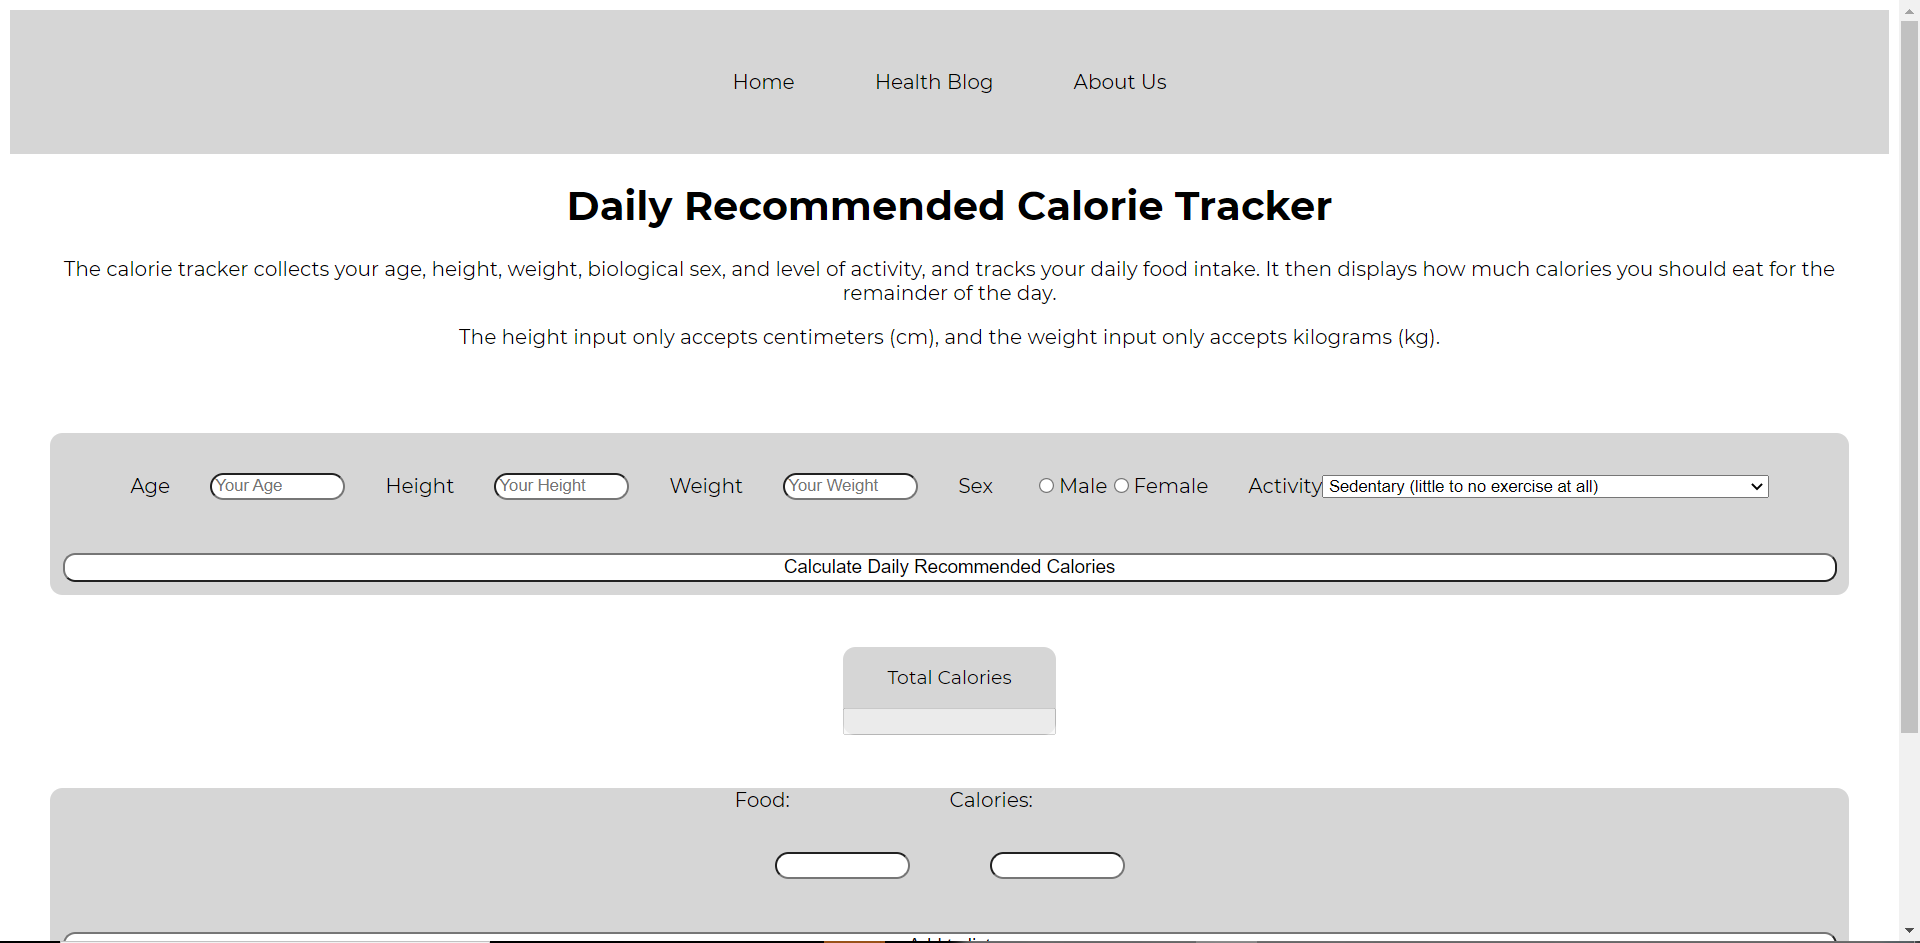 Home Health Blog About Us
Daily Recommended Calorie Tracker
The calorie tracker collects your age, height, weight, biological sex, and level of activity, and tracks your daily food intake. It then displays how much calories you should eat for the
remainder of the day.
The height input only accepts centimeters (cm), and the weight input only accepts kilograms (kg).
Age Your Age Height Your Height Weight Your Weight Sex Male Female Activity Sedentary (little to no exercise at all)
Calculate Daily Recommended Calories
Total Calories
Food: Calories: